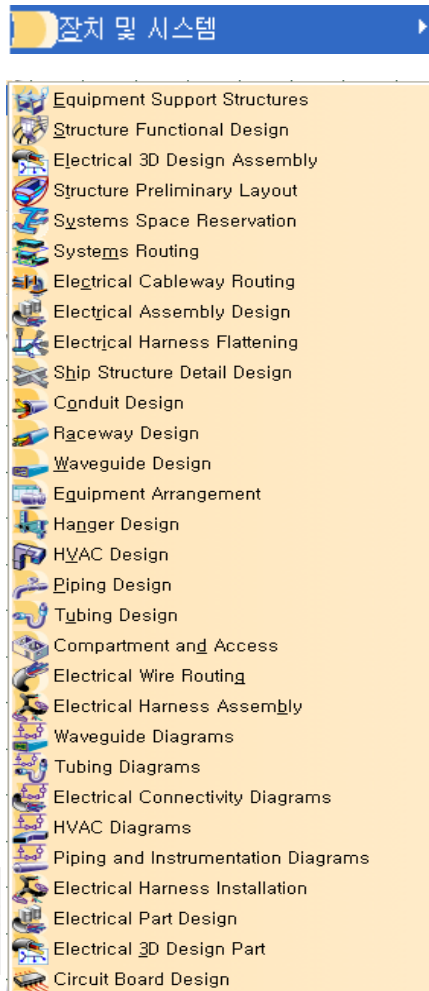 장치 및 시스템
Equipment Support Structures
Structure Functional Design
Electrical 3D Design Assembly
Structure Preliminary Layout
Systems Space Reservation
Systems Routing
Electrical Cableway Routing
Electrical Assembly Design
Electrical Harness Flattening
Ship Structure Detail Design
Conduit Design
Raceway Design
Waveguide Design
Equipment Arrangement
Hanger Design
HVAC Design
Piping Design
Tubing Design
Compartment and Access
Electrical Wire Routing
Electrical Harness Assembly
Waveguide Diagrams
Tubing Diagrams
Electrical Connectivity Diagrams
HVAC Diagrams
Piping and Instrumentation Diagrams
Electrical Harness Installation
Electrical Part Design
Electrical 3D Design Part
Circuit Board Design